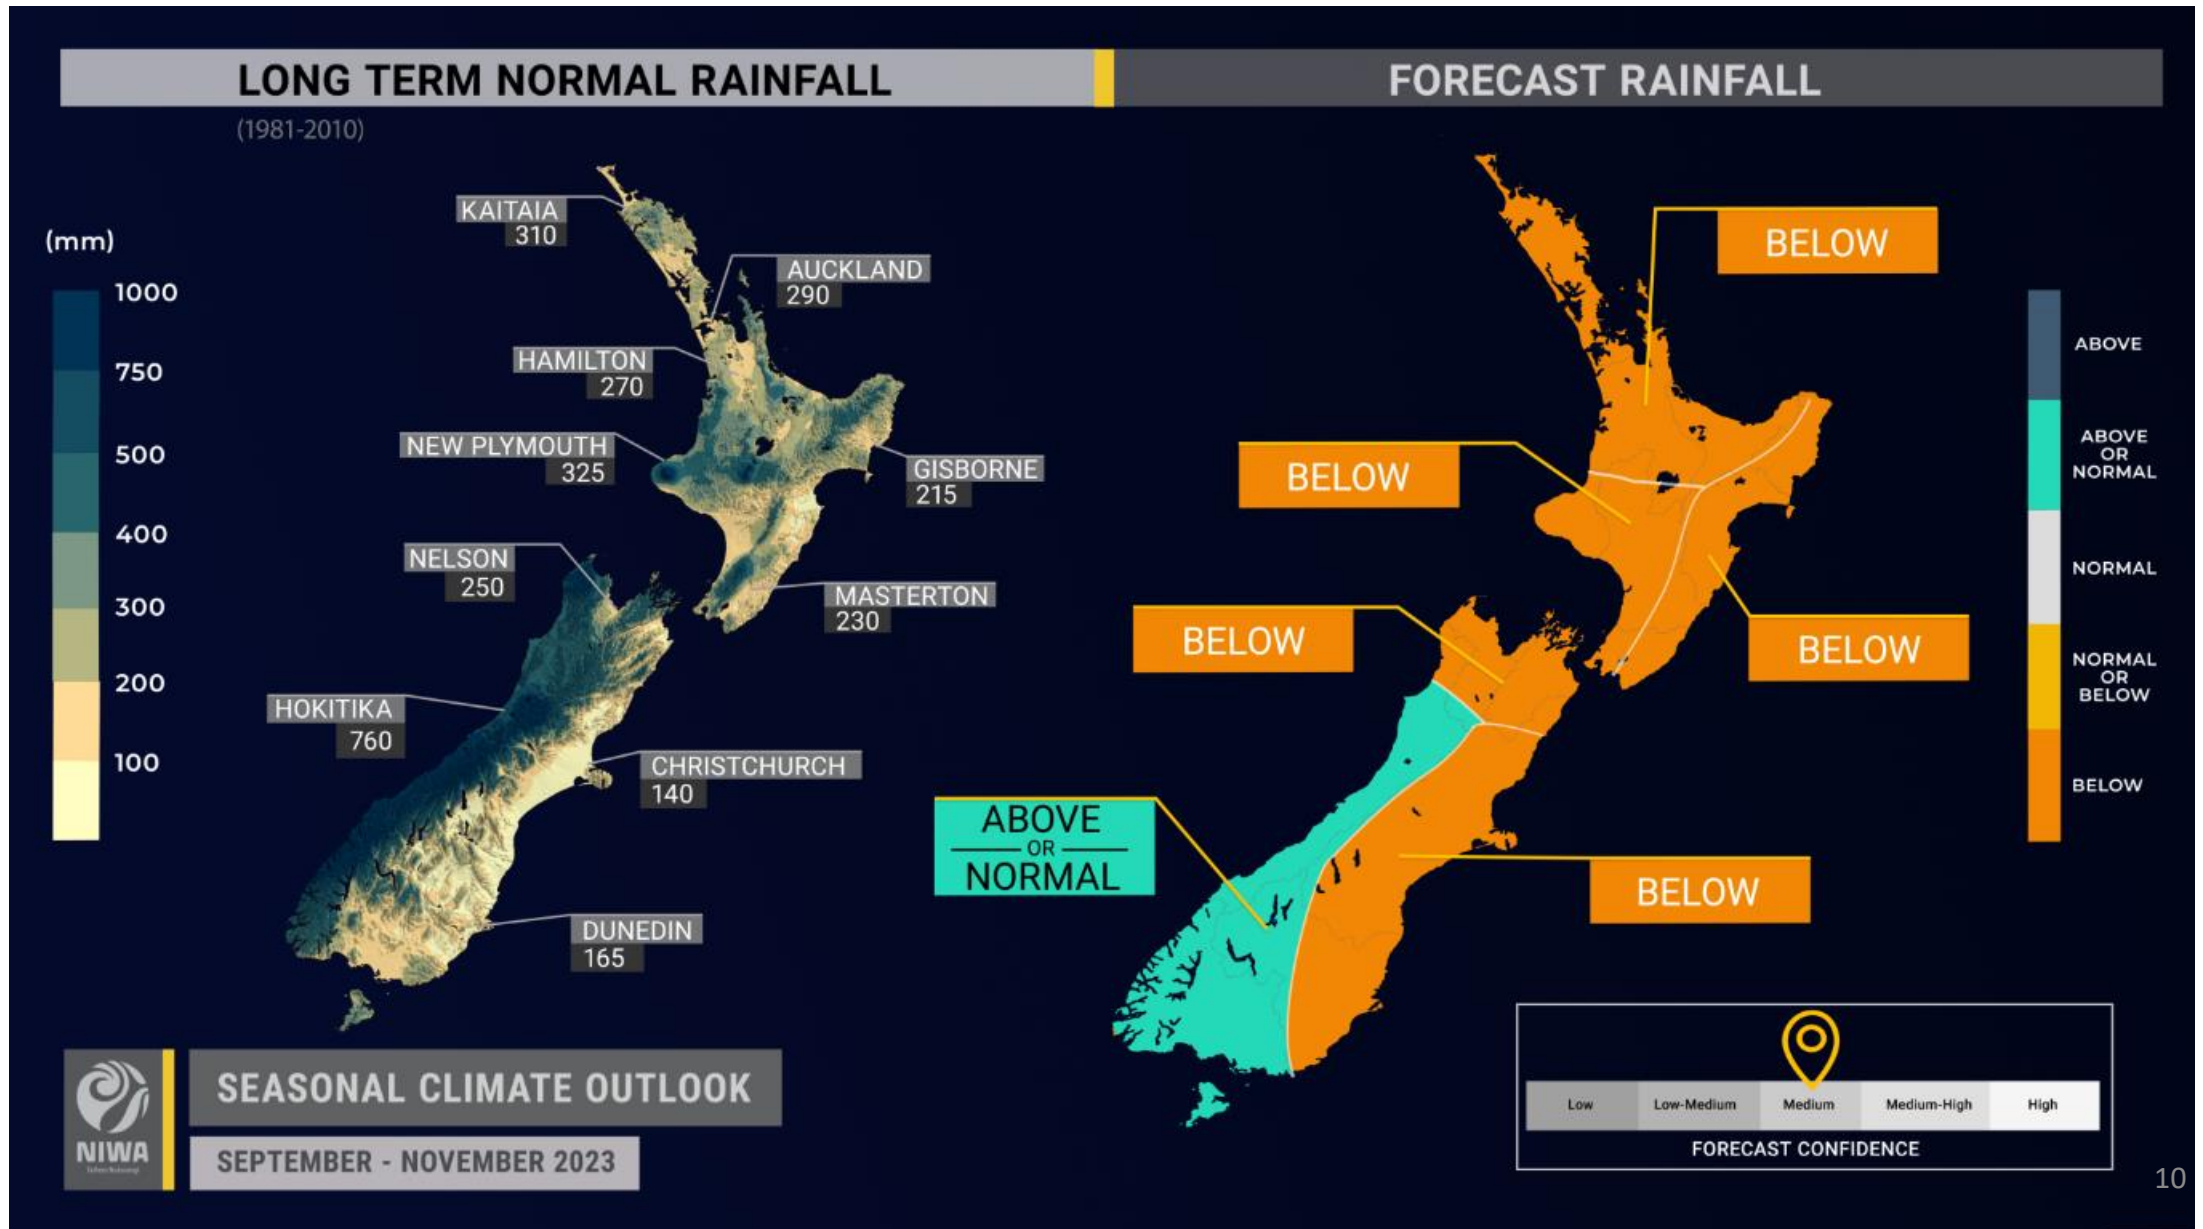 LONG TERM NORMAL RAINFALL
(1981-2010)
(mm)
1000
750
500
400
300
200
100
KAITAIA
310
AUCKLAND
290
HAMILTON
270
NEW PLYMOUTH
325
GISBORNE
215
NELSON
250
MASTERTON
230
HOKITIKA
760
CHRISTCHURCH
140
DUNEDIN
165
FORECAST RAINFALL
BELOW
BELOW
BELOW
BELOW
ABOVE
OR
NORMAL
BELOW
ABOVE
ABOVE
OR
NORMAL
NORMAL
NORMAL
OR
BELOW
BELOW
Low
Low-Medium
Medium
Medium-High
High
FORECAST CONFIDENCE
NIWA
SEASONAL CLIMATE OUTLOOK
SEPTEMBER - NOVEMBER 2023
10